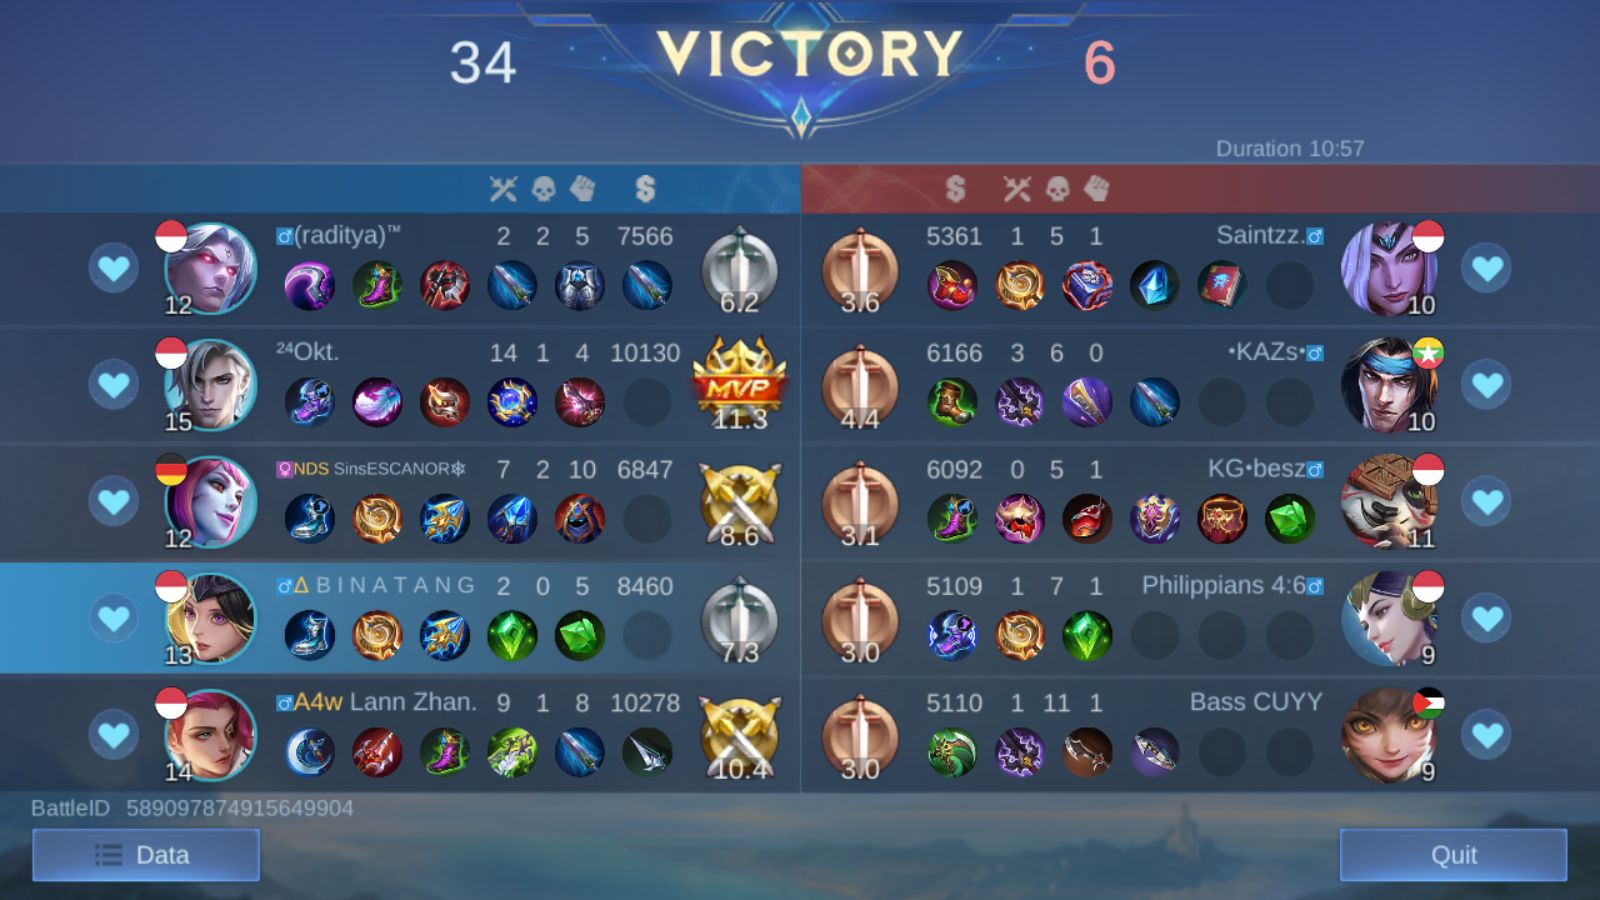 34 VICTORY 6
Duration 10:57
(raditya)™ 2 2 5 7566
12 6.2
3.6 5361 1 5 1 Saintzz.
10
²⁴Okt. 14 1 4 10130
15 MVP 11.3
4.4 6166 3 6 0 •KAZs•
10
NDS SinsESCANOR❄ 7 2 10 6847
12 8.6
3.1 6092 0 5 1 KG•besz
11
Δ B I N A T A N G 2 0 5 8460
13 7.3
3.0 5109 1 7 1 Philippians 4:6
9
A4w Lann Zhan. 9 1 8 10278
14 10.4
3.0 5110 1 11 1 Bass CUYY
9
BattleID 589097874915649904
Data
Quit